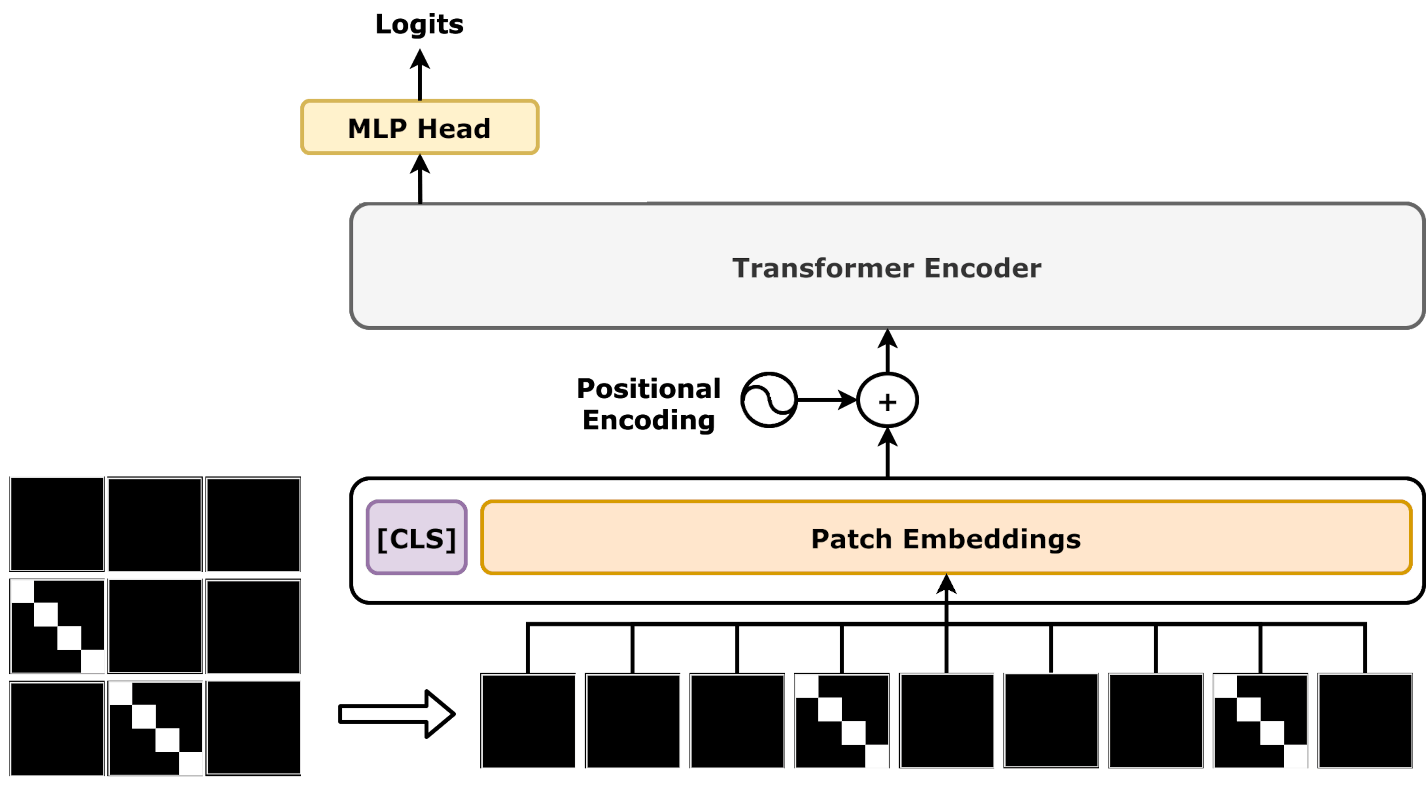 Logits
MLP Head
Transformer Encoder
Positional
Encoding
+
[CLS]
Patch Embeddings